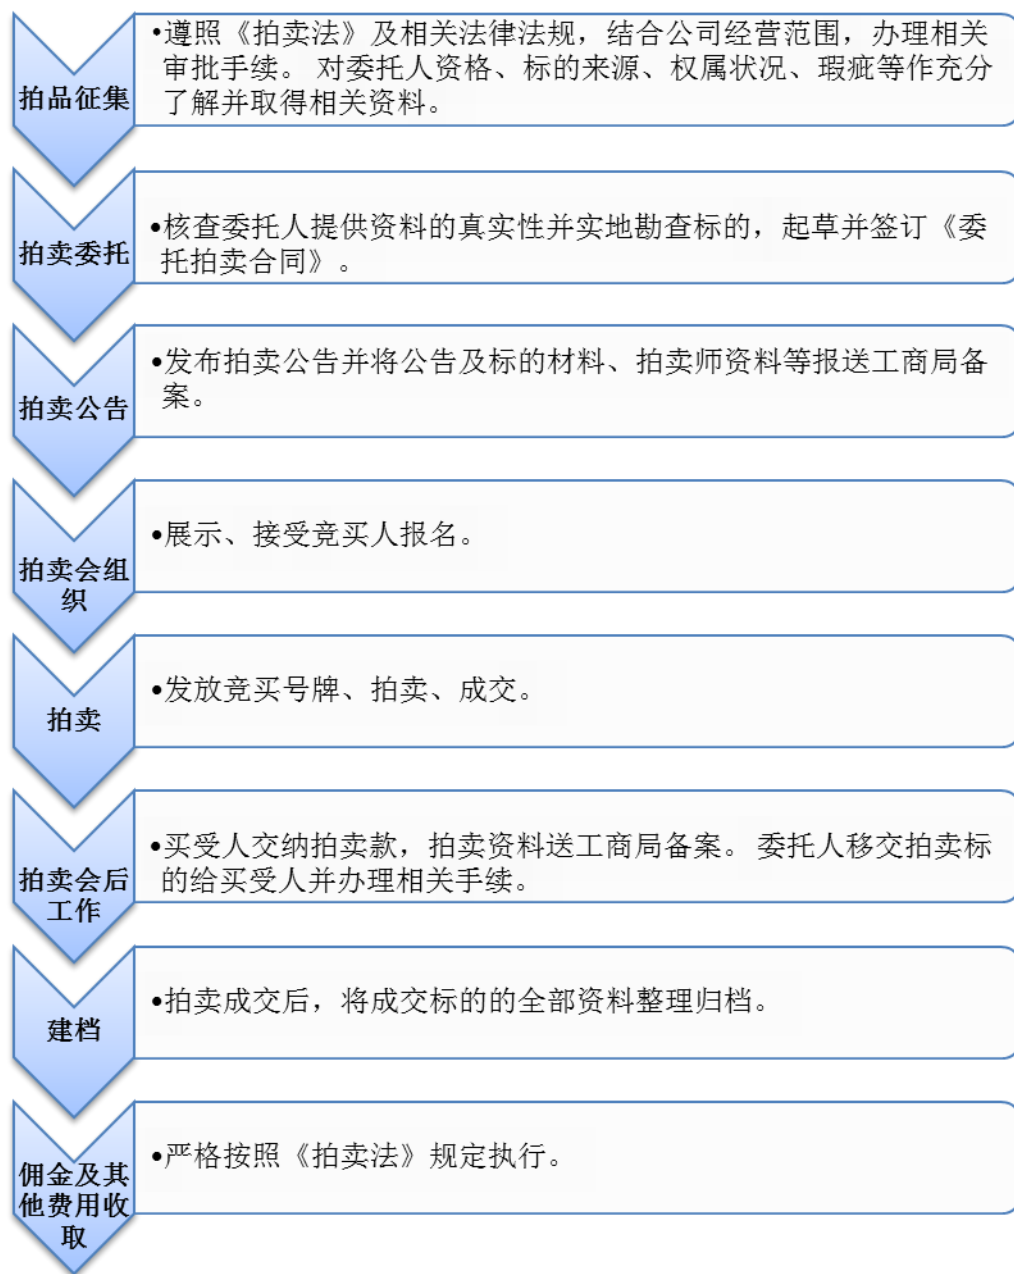 拍品征集
•遵照《拍卖法》及相关法律法规，结合公司经营范围，办理相关
审批手续。 对委托人资格、标的来源、权属状况、瑕疵等作充分
了解并取得相关资料。
拍卖委托
•核查委托人提供资料的真实性并实地勘查标的，起草并签订《委
托拍卖合同》。
拍卖公告
•发布拍卖公告并将公告及标的材料、拍卖师资料等报送工商局备
案。
拍卖会组
织
•展示、接受竞买人报名。
拍卖
•发放竞买号牌、拍卖、成交。
拍卖会后
工作
•买受人交纳拍卖款，拍卖资料送工商局备案。 委托人移交拍卖标
的给买受人并办理相关手续。
建档
•拍卖成交后，将成交标的的全部资料整理归档。
佣金及其
他费用收
取
•严格按照《拍卖法》规定执行。